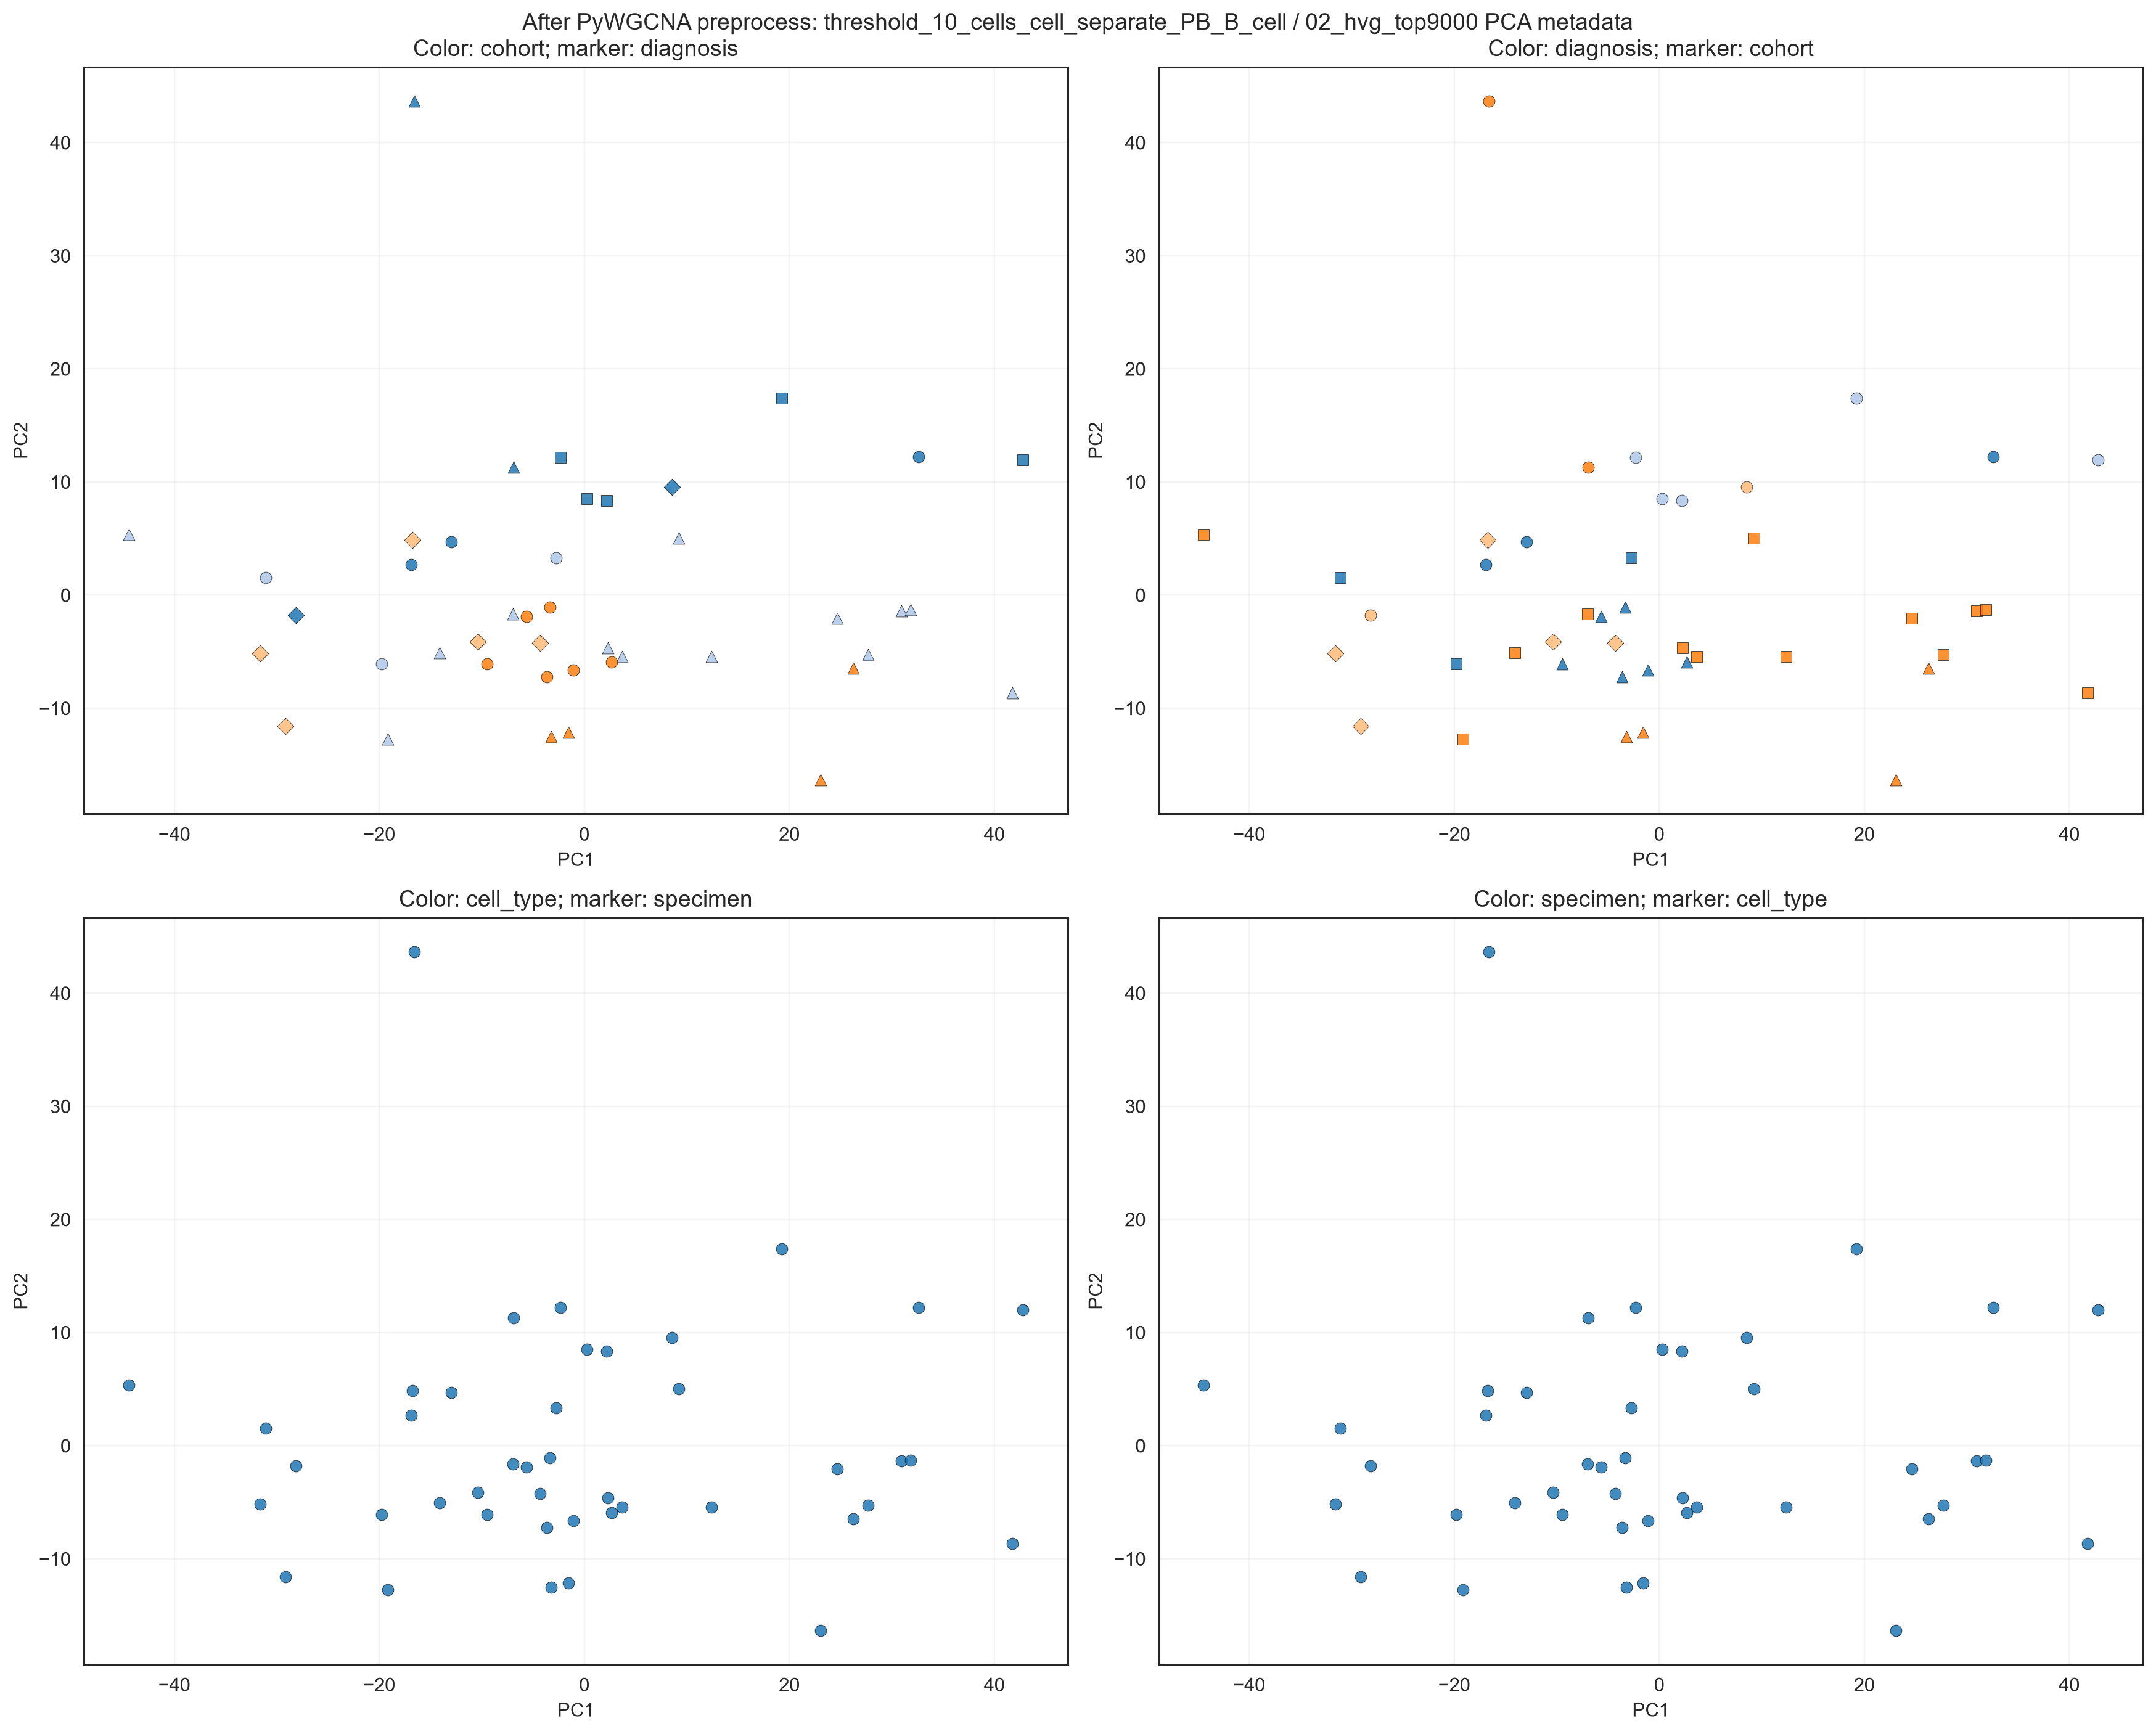 After PyWGCNA preprocess: threshold_10_cells_cell_separate_PB_B_cell / 02_hvg_top9000 PCA metadata
Color: cohort; marker: diagnosis
40
30
20
10
0
−10
PC2
−40 −20 0 20 40
PC1
Color: diagnosis; marker: cohort
40
30
20
10
0
−10
PC2
−40 −20 0 20 40
PC1
Color: cell_type; marker: specimen
40
30
20
10
0
−10
PC2
−40 −20 0 20 40
PC1
Color: specimen; marker: cell_type
40
30
20
10
0
−10
PC2
−40 −20 0 20 40
PC1